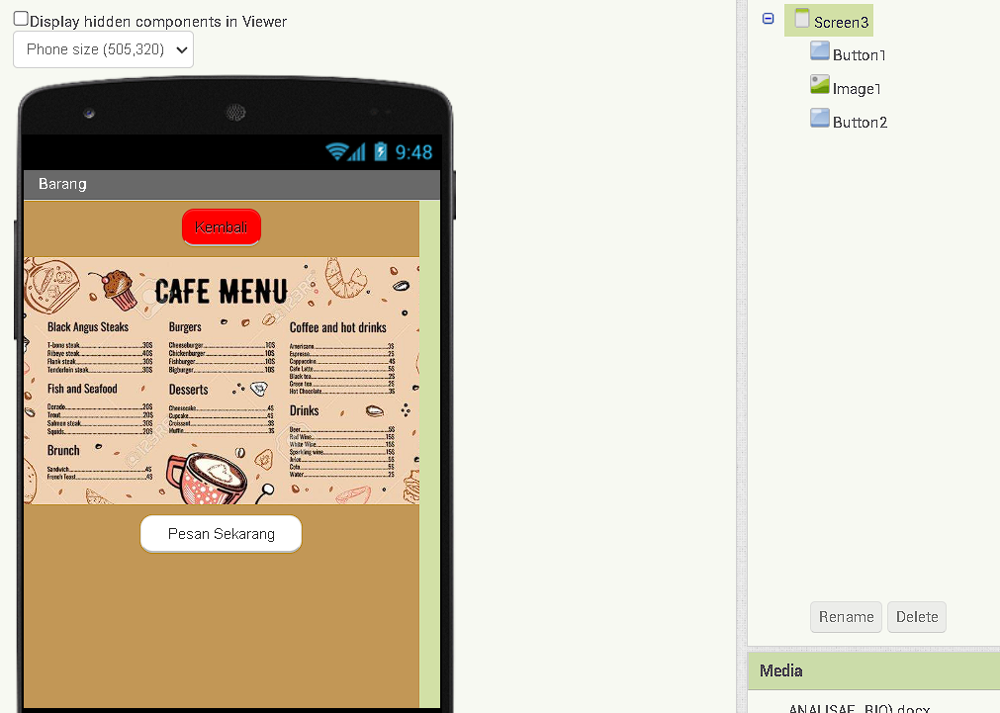 Display hidden components in Viewer
Phone size (505,320)
9:48
Barang
Kembali
CAFE MENU
Black Angus Steaks
T-bone steak 30$
Ribeye steak 40$
Flank steak 30$
Tenderloin steak 30$
Fish and Seafood
Dorado 20$
Trout 20$
Salmon steak 30$
Squids 20$
Brunch
Sandwich 4$
French Toast 4$
Burgers
Cheeseburger 10$
Chickenburger 10$
Fishburger 10$
Bigburger 10$
Desserts
Cheesecake 4$
Cupcake 4$
Croissant 3$
Muffin 3$
Coffee and hot drinks
Americano 3$
Espresso 2$
Cappuccino 4$
Cafe Latte 5$
Black tea 2$
Green tea 2$
Hot Chocolate 3$
Drinks
Beer 5$
Red Wine 15$
White Wine 15$
Sparkling wine 15$
Juice 5$
Cola 5$
Water 2$
Pesan Sekarang
Screen3
Button1
Image1
Button2
Rename Delete
Media